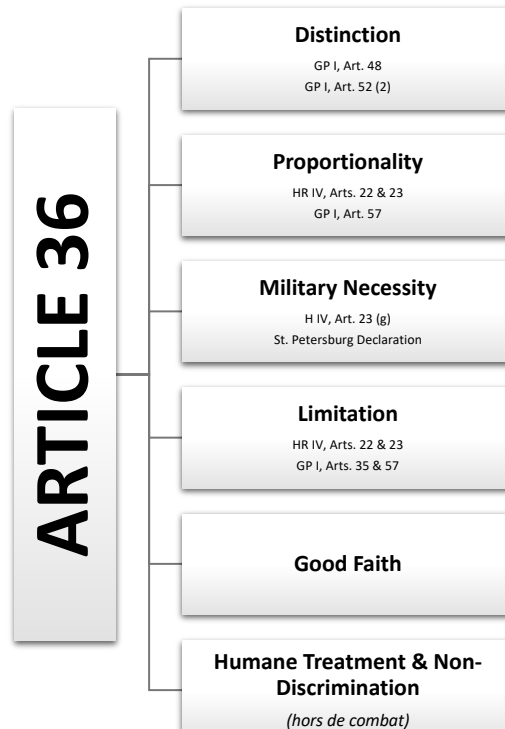 ARTICLE 36
Distinction
GP I, Art. 48
GP I, Art. 52 (2)
Proportionality
HR IV, Arts. 22 & 23
GP I, Art. 57
Military Necessity
H IV, Art. 23 (g)
St. Petersburg Declaration
Limitation
HR IV, Arts. 22 & 23
GP I, Arts. 35 & 57
Good Faith
Humane Treatment & Non-
Discrimination
(hors de combat)